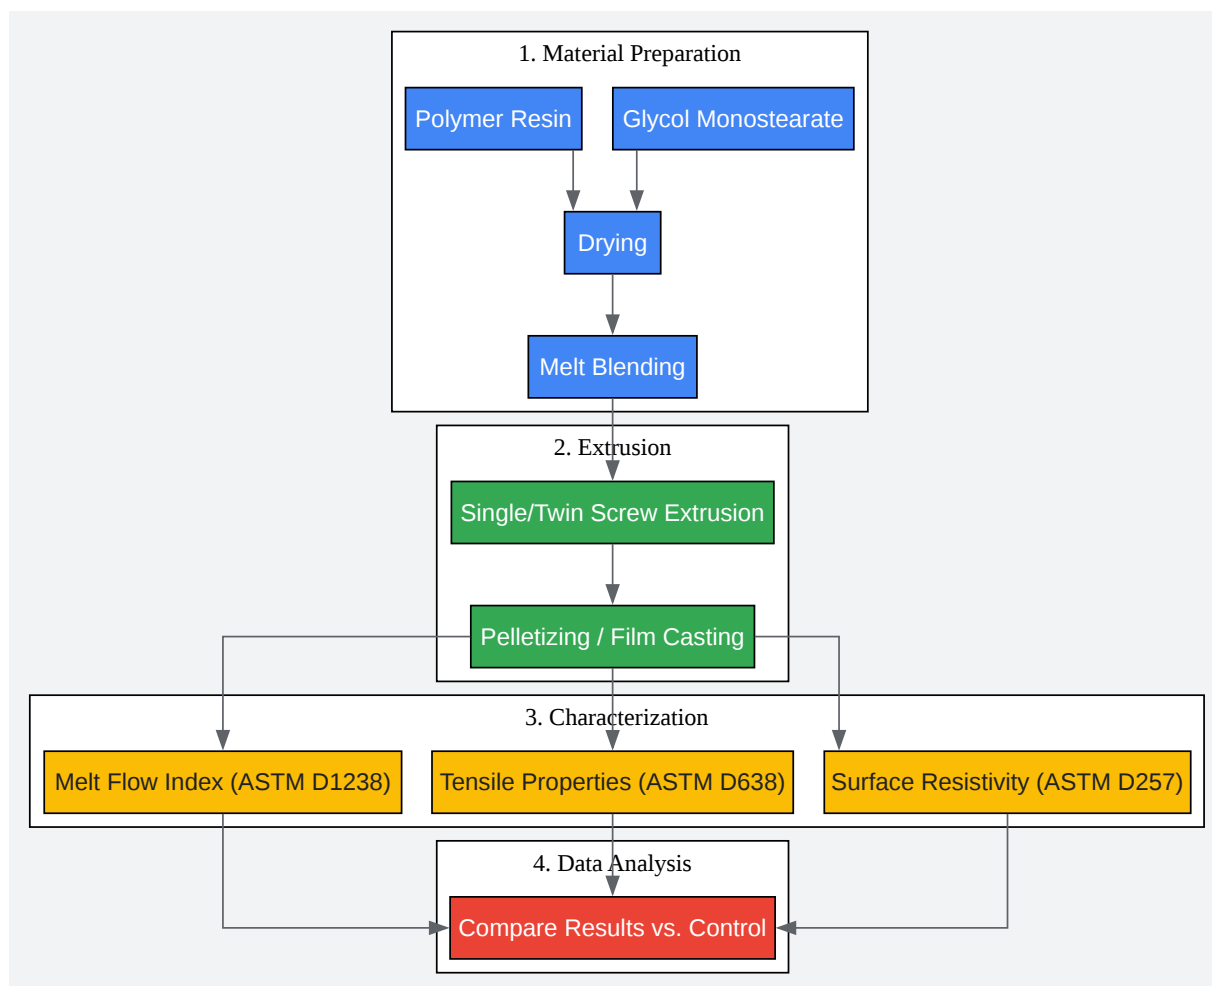 1. Material Preparation
Polymer Resin
Glycol Monostearate
Drying
Melt Blending
2. Extrusion
Single/Twin Screw Extrusion
Pelletizing / Film Casting
3. Characterization
Melt Flow Index (ASTM D1238)
Tensile Properties (ASTM D638)
Surface Resistivity (ASTM D257)
4. Data Analysis
Compare Results vs. Control